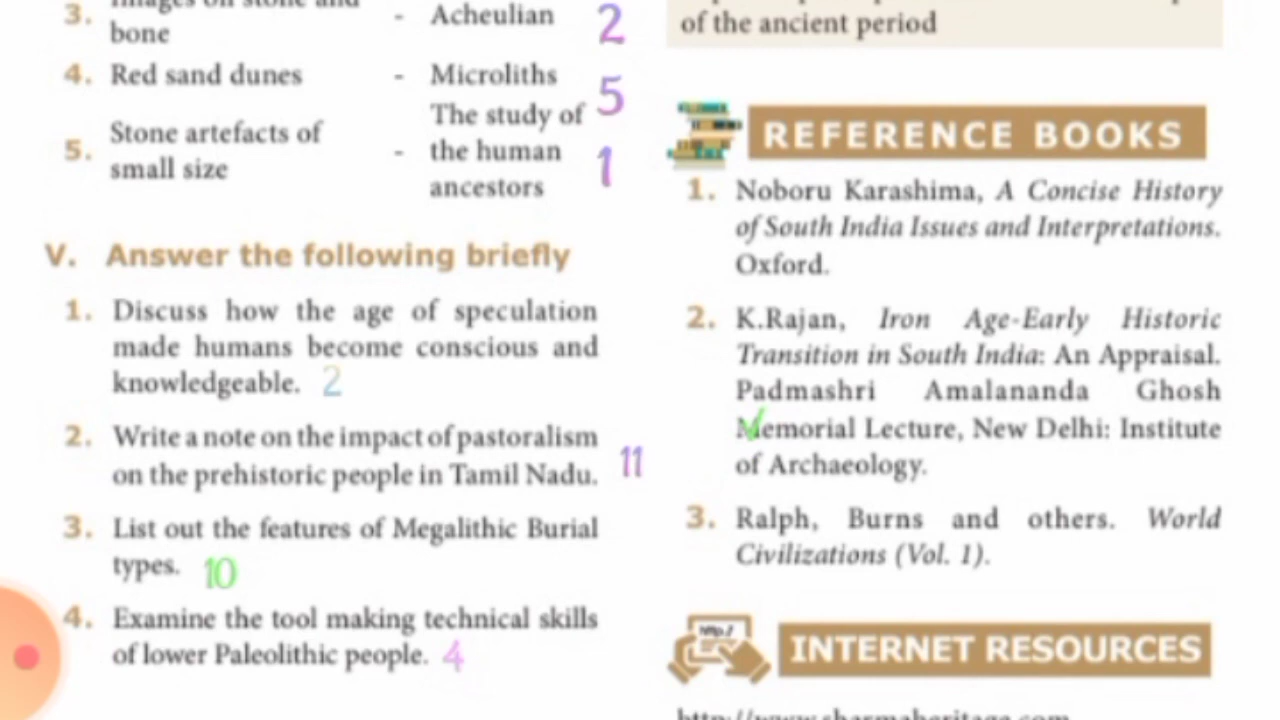 3. Images on stone and
bone
- Acheulian 2
4. Red sand dunes - Microliths 5
5. Stone artefacts of
small size
- The study of
the human
ancestors 1
V. Answer the following briefly
1. Discuss how the age of speculation
made humans become conscious and
knowledgeable. 2
2. Write a note on the impact of pastoralism
on the prehistoric people in Tamil Nadu. 11
3. List out the features of Megalithic Burial
types. 10
4. Examine the tool making technical skills
of lower Paleolithic people. 4
of the ancient period
REFERENCE BOOKS
1. Noboru Karashima, A Concise History
of South India Issues and Interpretations.
Oxford.
2. K.Rajan, Iron Age-Early Historic
Transition in South India: An Appraisal.
Padmashri Amalananda Ghosh
Memorial Lecture, New Delhi: Institute
of Archaeology.
3. Ralph, Burns and others. World
Civilizations (Vol. 1).
http://
INTERNET RESOURCES
http://www.sharmaheritage.com